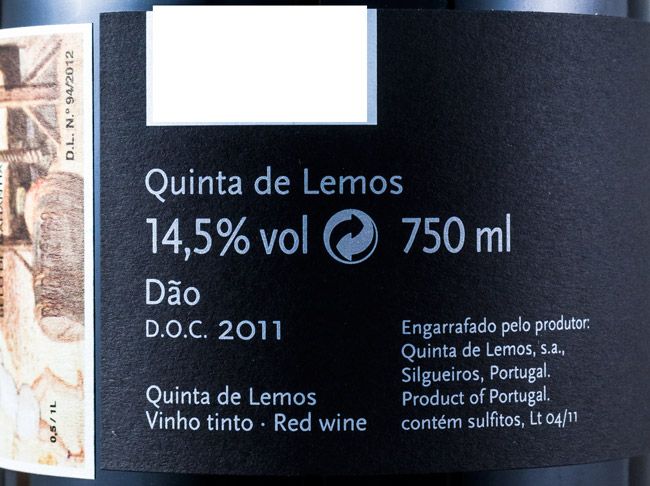 D.L. N.º 94/2012
0,5/1L
Quinta de Lemos
14,5% vol 750 ml
Dão
D.O.C. 2011
Quinta de Lemos
Vinho tinto · Red wine
Engarrafado pelo produtor:
Quinta de Lemos, s.a.,
Silgueiros, Portugal.
Product of Portugal.
contém sulfitos, Lt 04/11